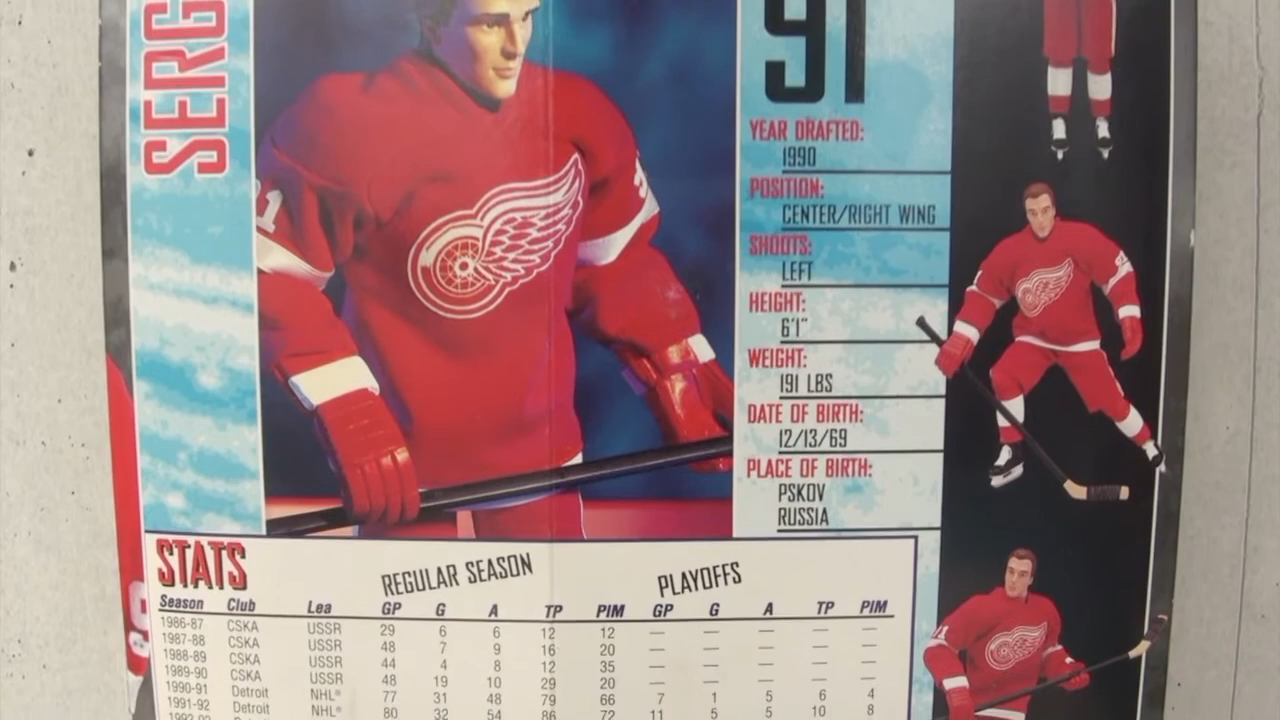 SERG
91
YEAR DRAFTED:
1990
POSITION:
CENTER/RIGHT WING
SHOOTS:
LEFT
HEIGHT:
6'1"
WEIGHT:
191 LBS
DATE OF BIRTH:
12/13/69
PLACE OF BIRTH:
PSKOV
RUSSIA
STATS
REGULAR SEASON PLAYOFFS
Season Club Lea GP G A TP PIM GP G A TP PIM
1986-87 CSKA USSR 29 6 6 12 12 — — — — —
1987-88 CSKA USSR 48 7 9 16 20 — — — — —
1988-89 CSKA USSR 44 4 8 12 35 — — — — —
1989-90 CSKA USSR 48 19 10 29 20 — — — — —
1990-91 Detroit NHL® 77 31 48 79 66 7 1 5 6 4
1991-92 Detroit NHL® 80 32 54 86 72 11 5 5 10 8